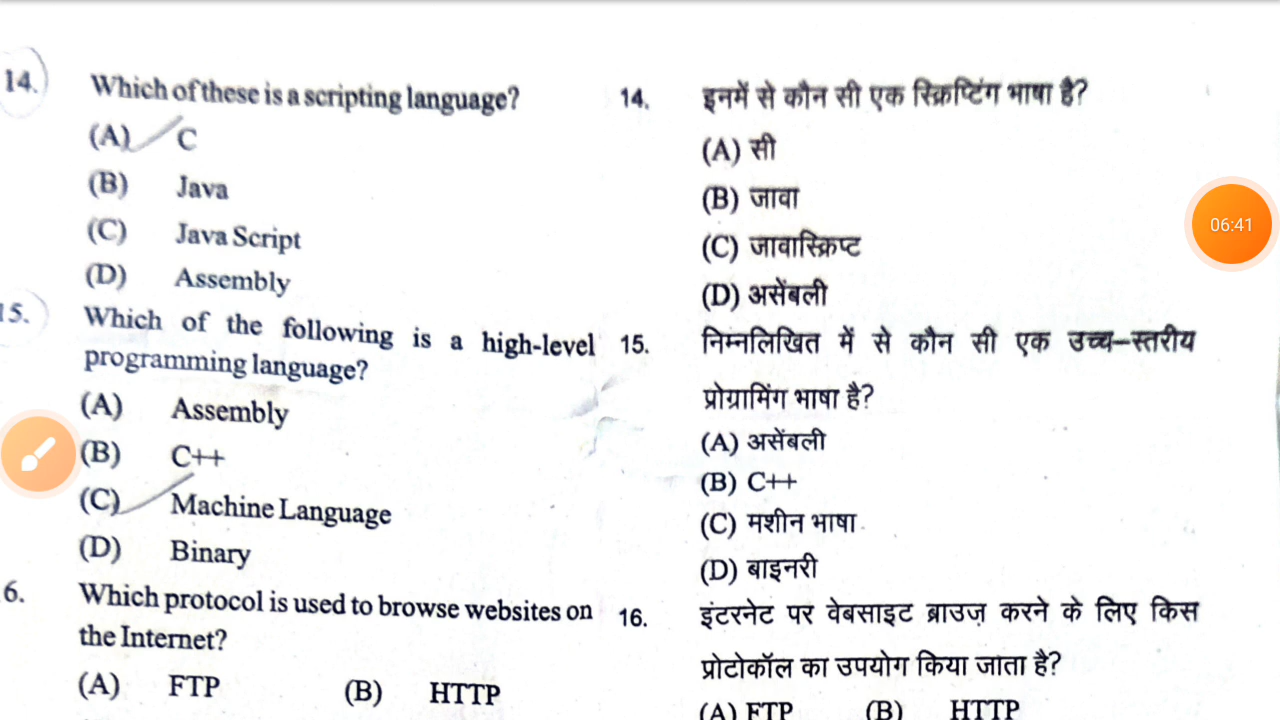 14. Which of these is a scripting language?
(A) C
(B) Java
(C) Java Script
(D) Assembly
15. Which of the following is a high-level
programming language?
(A) Assembly
(B) C++
(C) Machine Language
(D) Binary
6. Which protocol is used to browse websites on
the Internet?
(A) FTP (B) HTTP
14. इनमें से कौन सी एक स्क्रिप्टिंग भाषा है?
(A) सी
(B) जावा
(C) जावास्क्रिप्ट
(D) असेंबली
15. निम्नलिखित में से कौन सी एक उच्च-स्तरीय
प्रोग्रामिंग भाषा है?
(A) असेंबली
(B) C++
(C) मशीन भाषा
(D) बाइनरी
16. इंटरनेट पर वेबसाइट ब्राउज़ करने के लिए किस
प्रोटोकॉल का उपयोग किया जाता है?
(A) FTP (B) HTTP
06:41